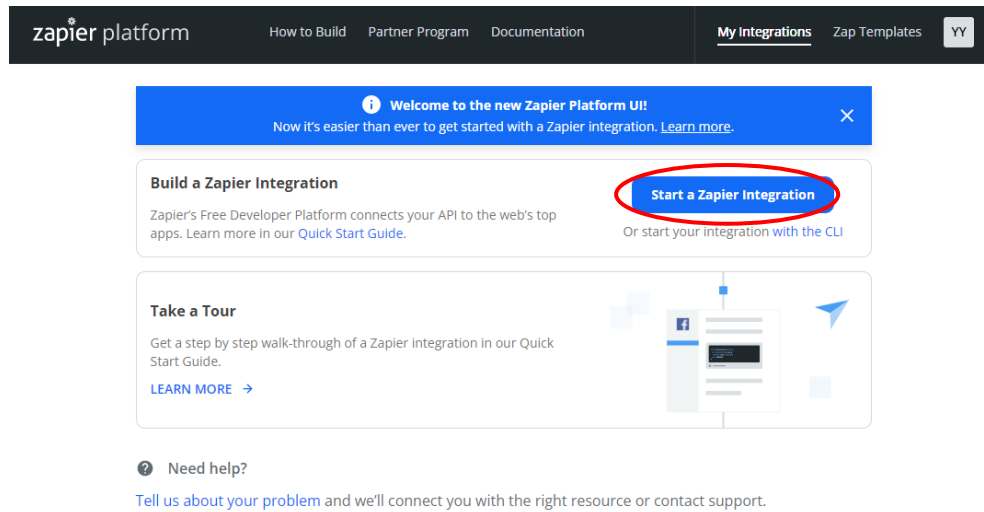 zapier platform How to Build Partner Program Documentation My Integrations Zap Templates YY
Welcome to the new Zapier Platform UI!
Now it's easier than ever to get started with a Zapier integration. Learn more.
Build a Zapier Integration
Zapier's Free Developer Platform connects your API to the web's top
apps. Learn more in our Quick Start Guide.
Start a Zapier Integration
Or start your integration with the CLI
Take a Tour
Get a step by step walk-through of a Zapier integration in our Quick
Start Guide.
LEARN MORE
Need help?
Tell us about your problem and we'll connect you with the right resource or contact support.